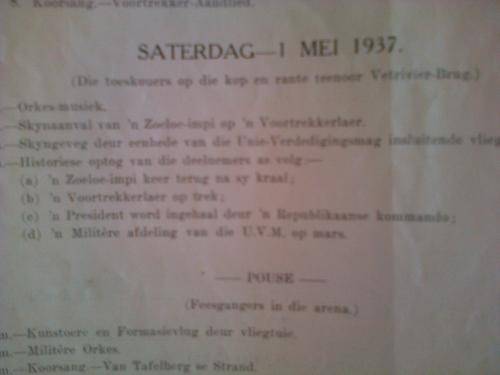 8. Koorsang.—Voortrekker-Aandlied.
SATERDAG—1 MEI 1937.
(Die toeskouers op die kop en rante teenoor Vetrivier-Brug.)
—Orkes-musiek.
—Skynaanval van 'n Zoeloe-impi op 'n Voortrekkerlaer.
—Skyngeveg deur eenhede van die Unie-Verdedigingsmag insluitende vlieg
—Historiese optog van die deelnemers as volg:—
(a) 'n Zoeloe-impi keer terug na sy kraal;
(b) 'n Voortrekkerlaer op trek;
(c) 'n President word ingehaal deur 'n Republikaanse kommando;
(d) 'n Militêre afdeling van die U.V.M. op mars.
— POUSE —
(Feesgangers in die arena.)
m.—Kunstoere en Formasievlug deur vliegtuie.
m.—Militêre Orkes.
m.—Koorsang—Van Tafelberg se Strand.